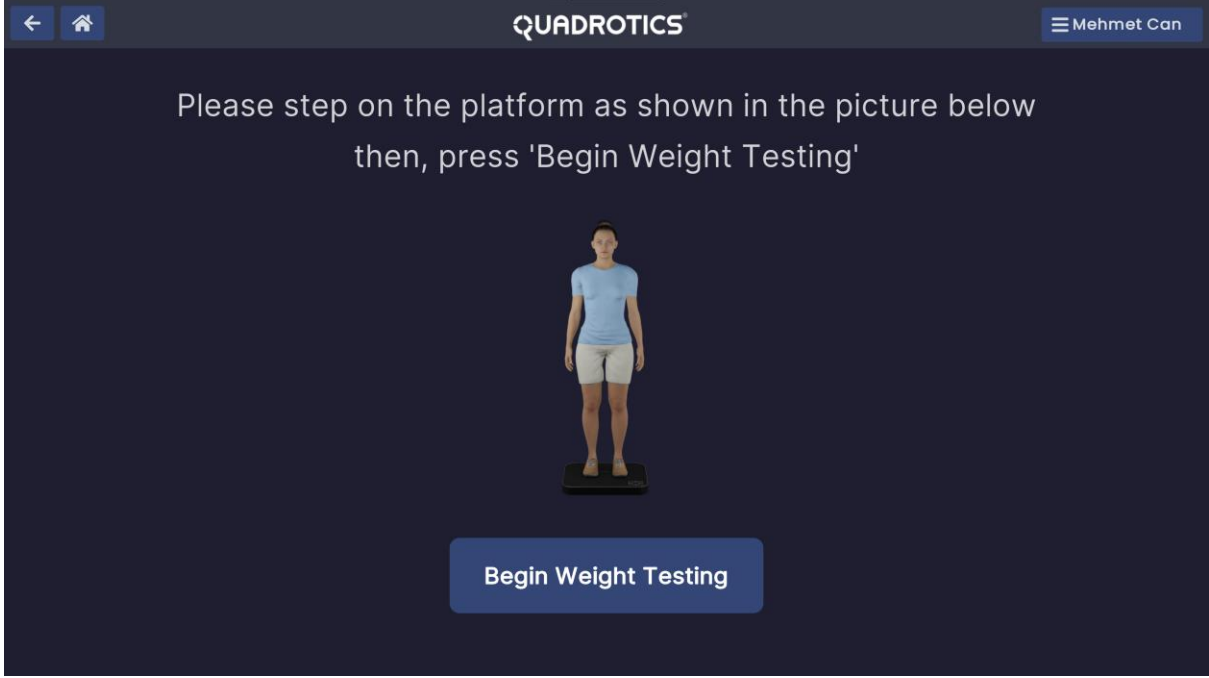 QUADROTICS
Mehmet Can
Please step on the platform as shown in the picture below
then, press 'Begin Weight Testing'
Begin Weight Testing